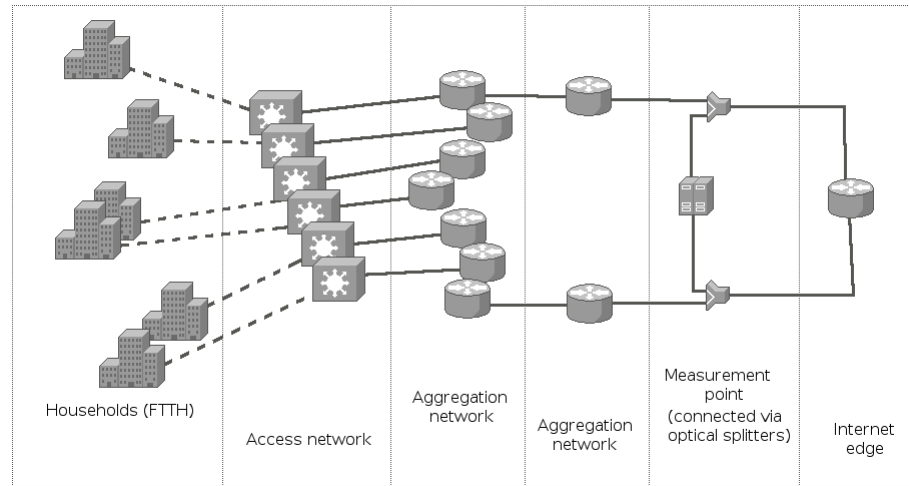 Households (FTTH)
Access network
Aggregation
network
Aggregation
network
Measurement
point
(connected via
optical splitters)
Internet
edge